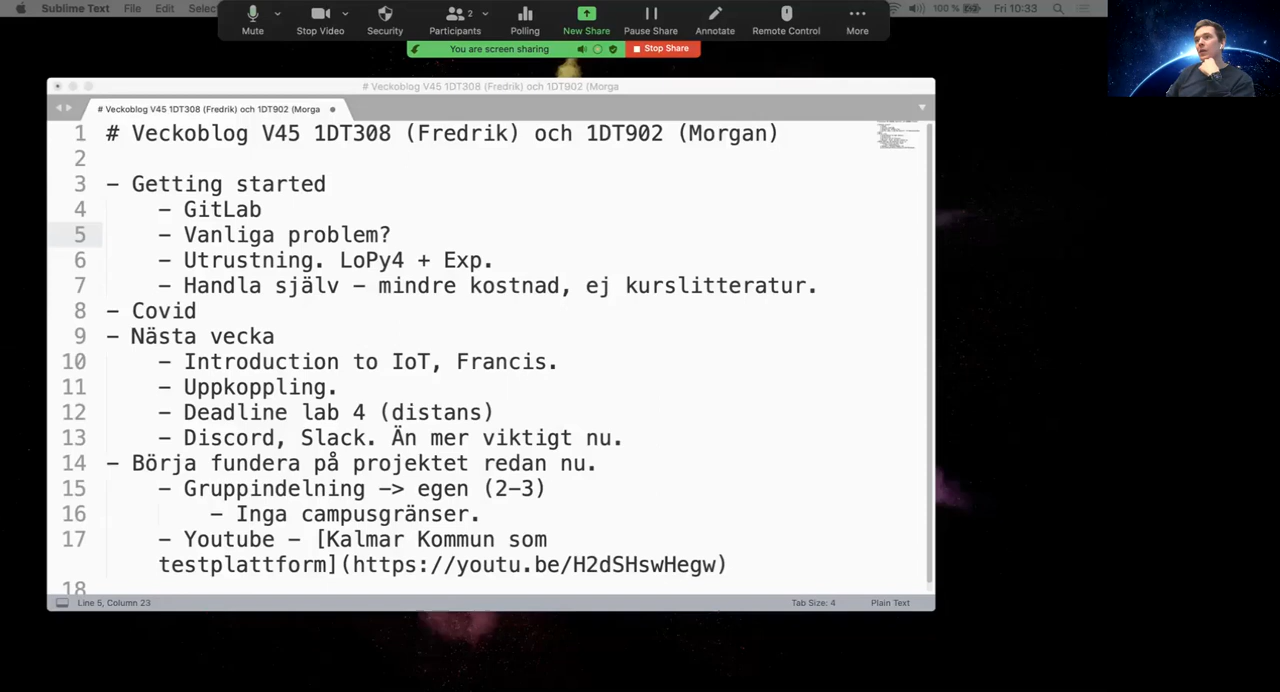 Sublime Text File Edit Selec 100 % Fri 10:33
2
Mute Stop Video Security Participants Polling New Share Pause Share Annotate Remote Control More
You are screen sharing Stop Share
# Veckoblog V45 1DT308 (Fredrik) och 1DT902 (Morga
# Veckoblog V45 1DT308 (Fredrik) och 1DT902 (Morga
1 # Veckoblog V45 1DT308 (Fredrik) och 1DT902 (Morgan)
2
3 - Getting started
4 - GitLab
5 - Vanliga problem?
6 - Utrustning. LoPy4 + Exp.
7 - Handla själv - mindre kostnad, ej kurslitteratur.
8 - Covid
9 - Nästa vecka
10 - Introduction to IoT, Francis.
11 - Uppkoppling.
12 - Deadline lab 4 (distans)
13 - Discord, Slack. Än mer viktigt nu.
14 - Börja fundera på projektet redan nu.
15 - Gruppindelning -> egen (2-3)
16 - Inga campusgränser.
17 - Youtube - [Kalmar Kommun som
testplattform](https://youtu.be/H2dSHswHegw)
18
Line 5, Column 23 Tab Size: 4 Plain Text